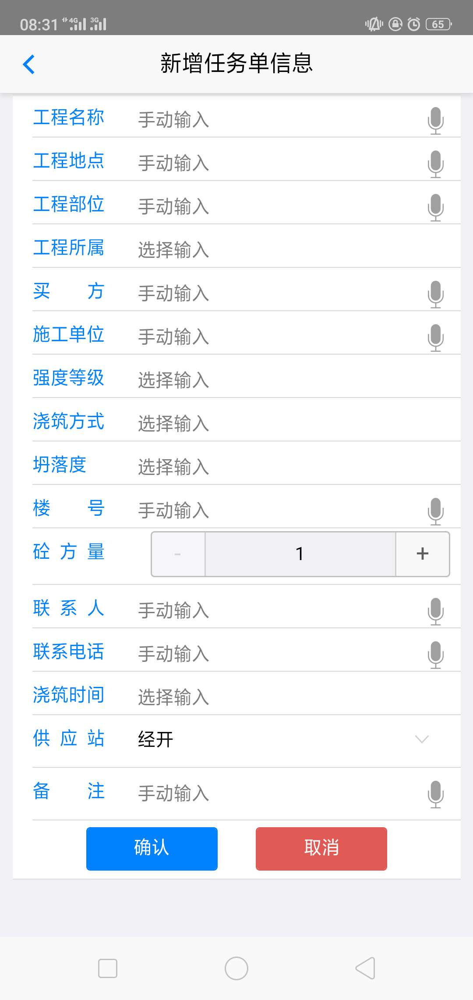 08:31 4G 3G 65
新增任务单信息
工程名称 手动输入
工程地点 手动输入
工程部位 手动输入
工程所属 选择输入
买方 手动输入
施工单位 手动输入
强度等级 选择输入
浇筑方式 选择输入
坍落度 选择输入
楼号 手动输入
砼方量 - 1 +
联系人 手动输入
联系电话 手动输入
浇筑时间 选择输入
供应站 经开
备注 手动输入
确认 取消